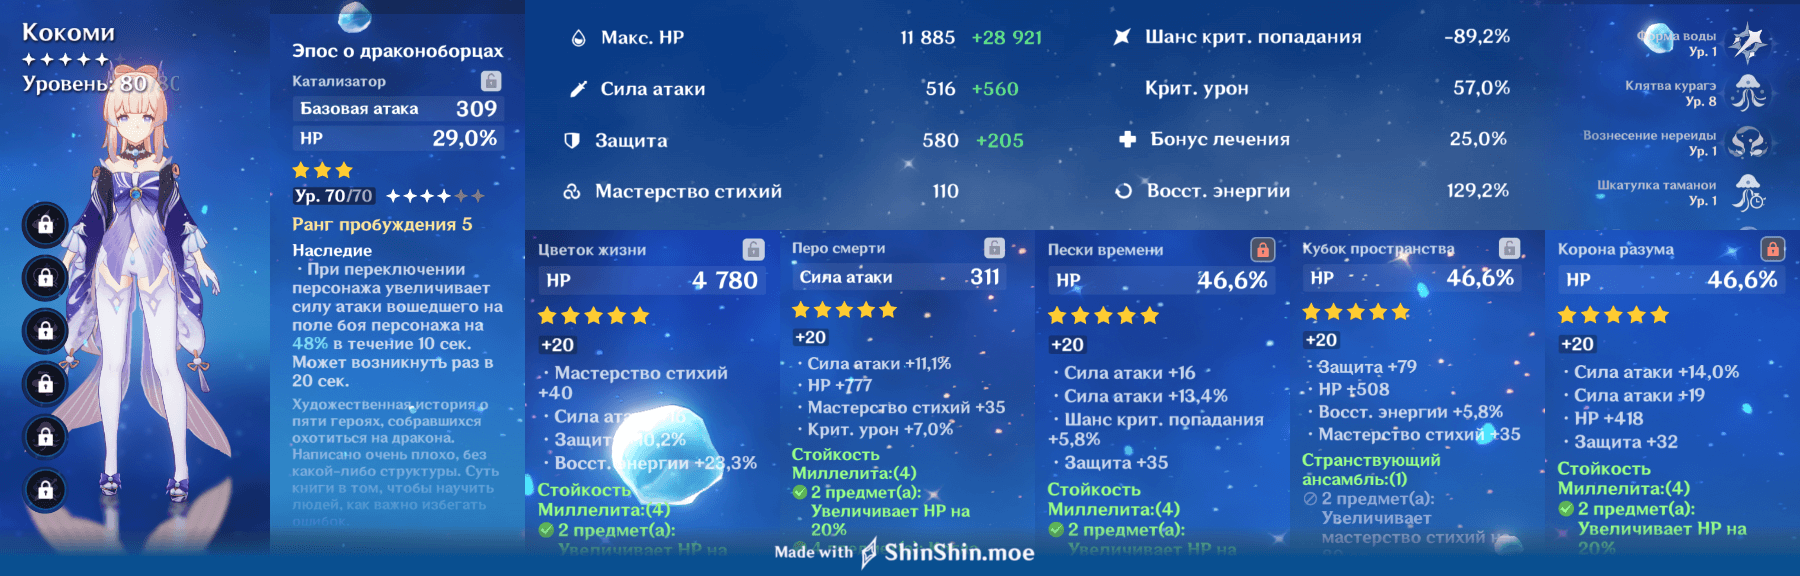 Кокоми
Уровень: 80/80
Эпос о драконоборцах
Катализатор
Базовая атака 309
HP 29,0%
Ур. 70/70
Ранг пробуждения 5
Наследие
· При переключении
персонажа увеличивает
силу атаки вошедшего на
поле боя персонажа на
48% в течение 10 сек.
Может возникнуть раз в
20 сек.
Художественная история о
пяти героях, собравшихся
охотиться на дракона.
Написано очень плохо, без
какой-либо структуры. Суть
книги в том, чтобы научить
людей, как важно избегать
ошибок.
Макс. HP 11 885 +28 921
Сила атаки 516 +560
Защита 580 +205
Мастерство стихий 110
Шанс крит. попадания -89,2%
Крит. урон 57,0%
Бонус лечения 25,0%
Восст. энергии 129,2%
Форма воды
Ур. 1
Клятва курагэ
Ур. 8
Вознесение нереиды
Ур. 1
Шкатулка таманои
Ур. 1
Цветок жизни
HP 4 780
+20
· Мастерство стихий
+40
· Сила ата
· Защит 10,2%
· Восст. энергии +23,3%
Стойкость
Миллелита:(4)
2 предмет(а):
Увеличивает HP на
Перо смерти
Сила атаки 311
+20
· Сила атаки +11,1%
· HP +777
· Мастерство стихий +35
· Крит. урон +7,0%
Стойкость
Миллелита:(4)
2 предмет(а):
Увеличивает HP на
20%
Пески времени
HP 46,6%
+20
· Сила атаки +16
· Сила атаки +13,4%
· Шанс крит. попадания
+5,8%
· Защита +35
Стойкость
Миллелита:(4)
2 предмет(а):
Увеличивает HP на
Кубок пространства
HP 46,6%
+20
· Защита +79
· HP +508
· Восст. энергии +5,8%
· Мастерство стихий +35
Странствующий
ансамбль:(1)
2 предмет(а):
Увеличивает
мастерство стихий на
Корона разума
HP 46,6%
+20
· Сила атаки +14,0%
· Сила атаки +19
· HP +418
· Защита +32
Стойкость
Миллелита:(4)
2 предмет(а):
Увеличивает HP на
20%
Made with ShinShin.moe